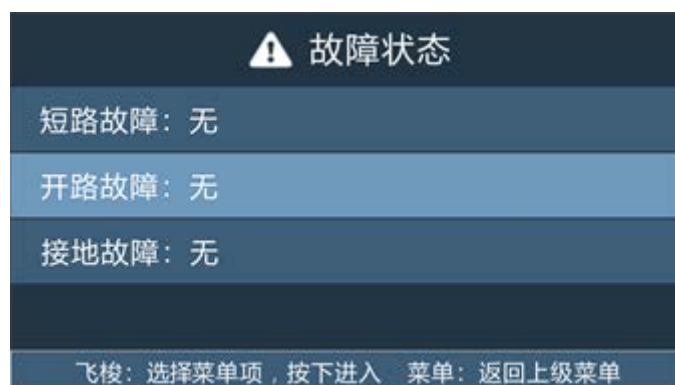 故障状态
短路故障：无
开路故障：无
接地故障：无
飞梭：选择菜单项，按下进入 菜单：返回上级菜单